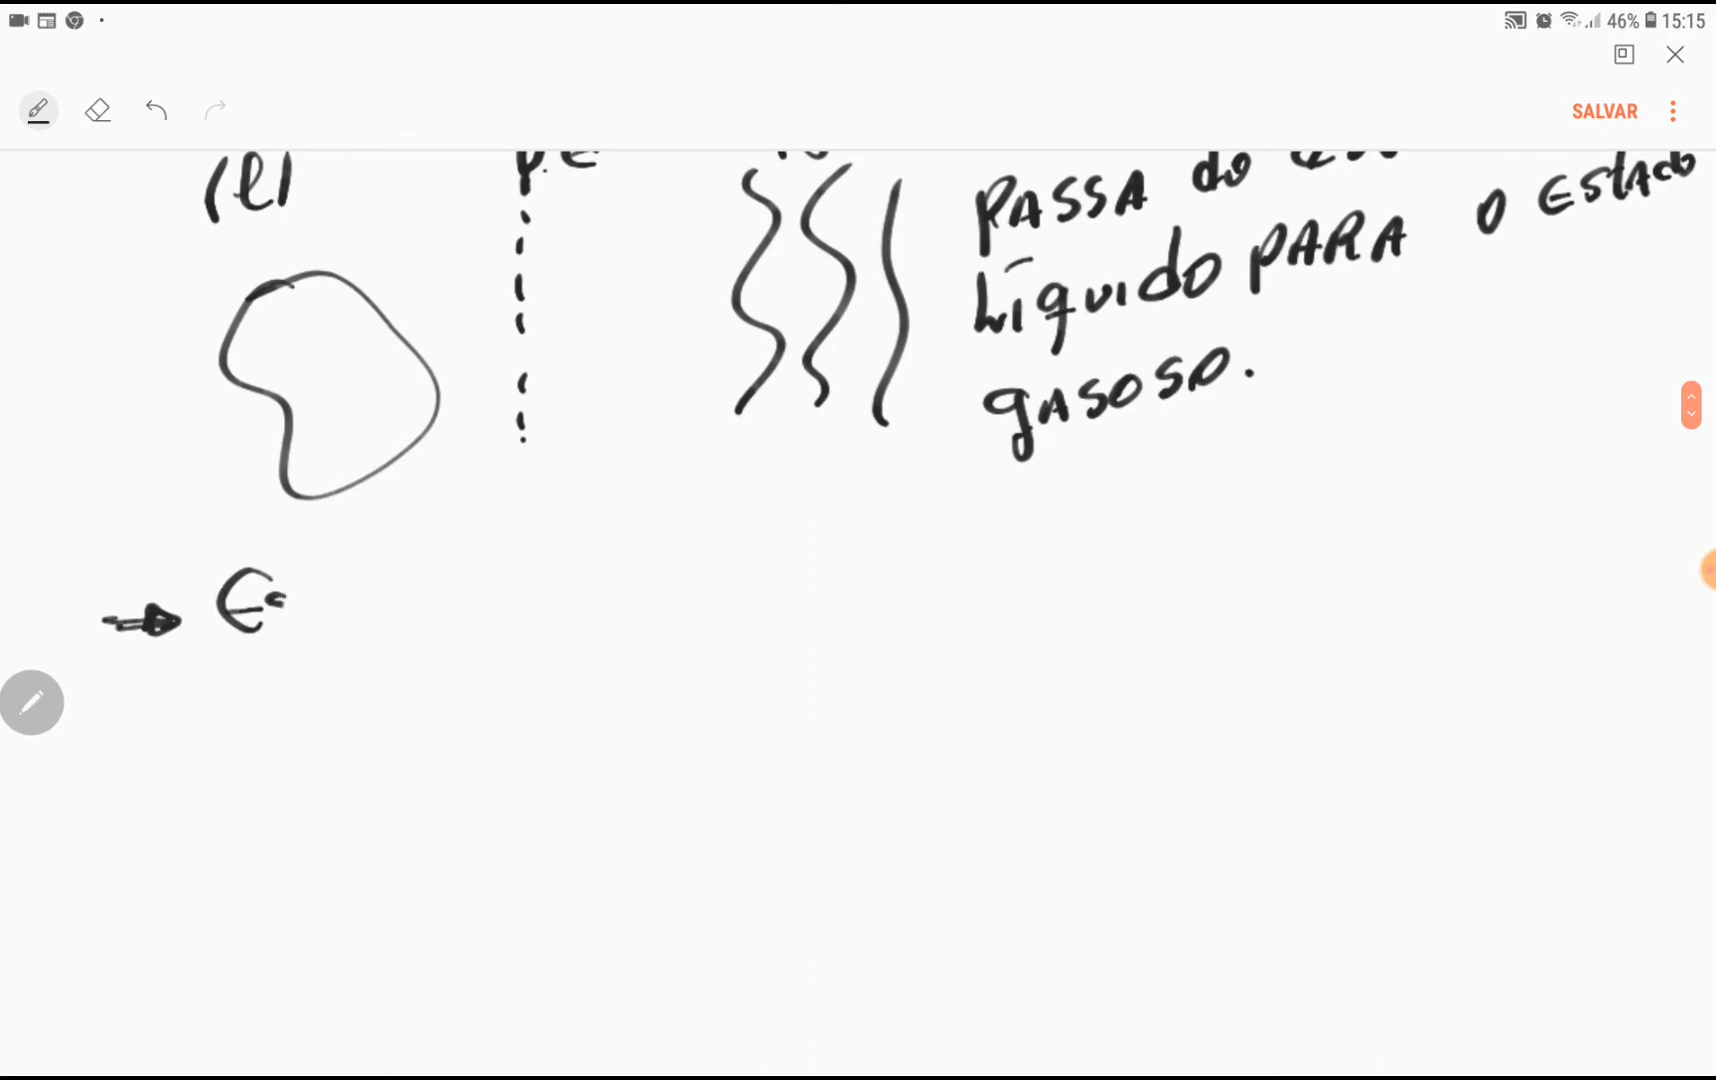 46% 15:15
SALVAR
(l)
P.E
PASSA do
Líquido PARA o EstAdo
gASOSO.